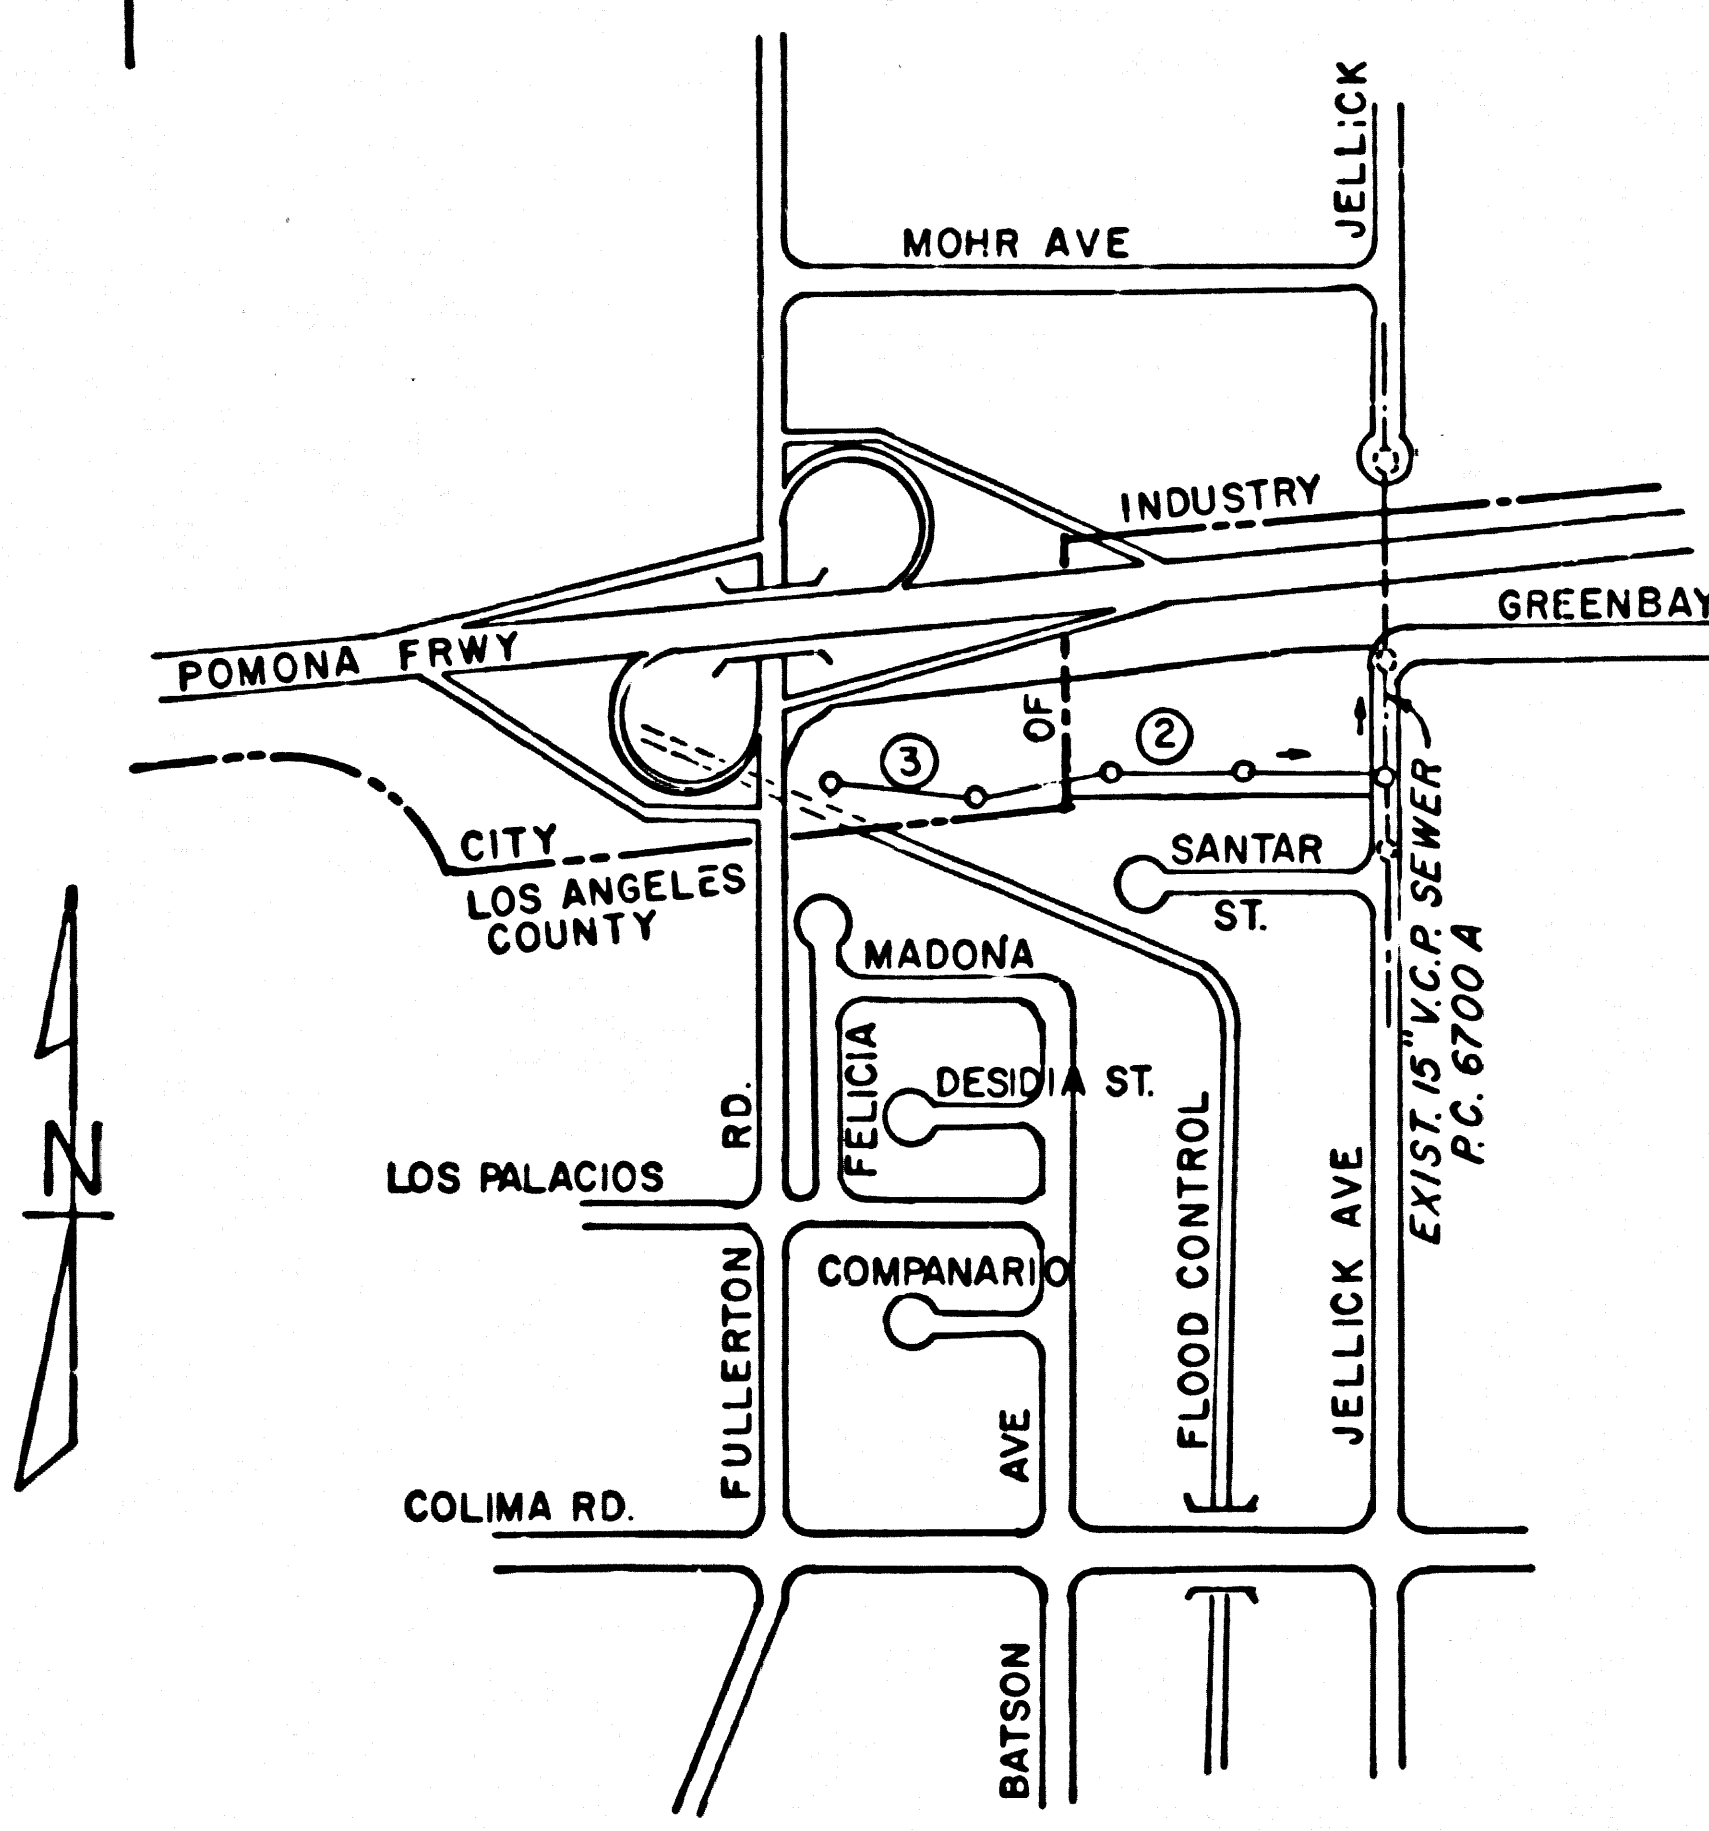 JELLICK
MOHR AVE
INDUSTRY
GREENBAY
POMONA FRWY
OF
2
3
CITY
LOS ANGELES
COUNTY
SANTAR
ST.
EXIST. 15" V.C.P. SEWER
P.C. 6700 A
MADONA
FELICIA
DESIDIA ST.
N
RD.
LOS PALACIOS
FULLERTON
COMPANARIO
FLOOD CONTROL
JELLICK AVE
AVE
COLIMA RD.
BATSON